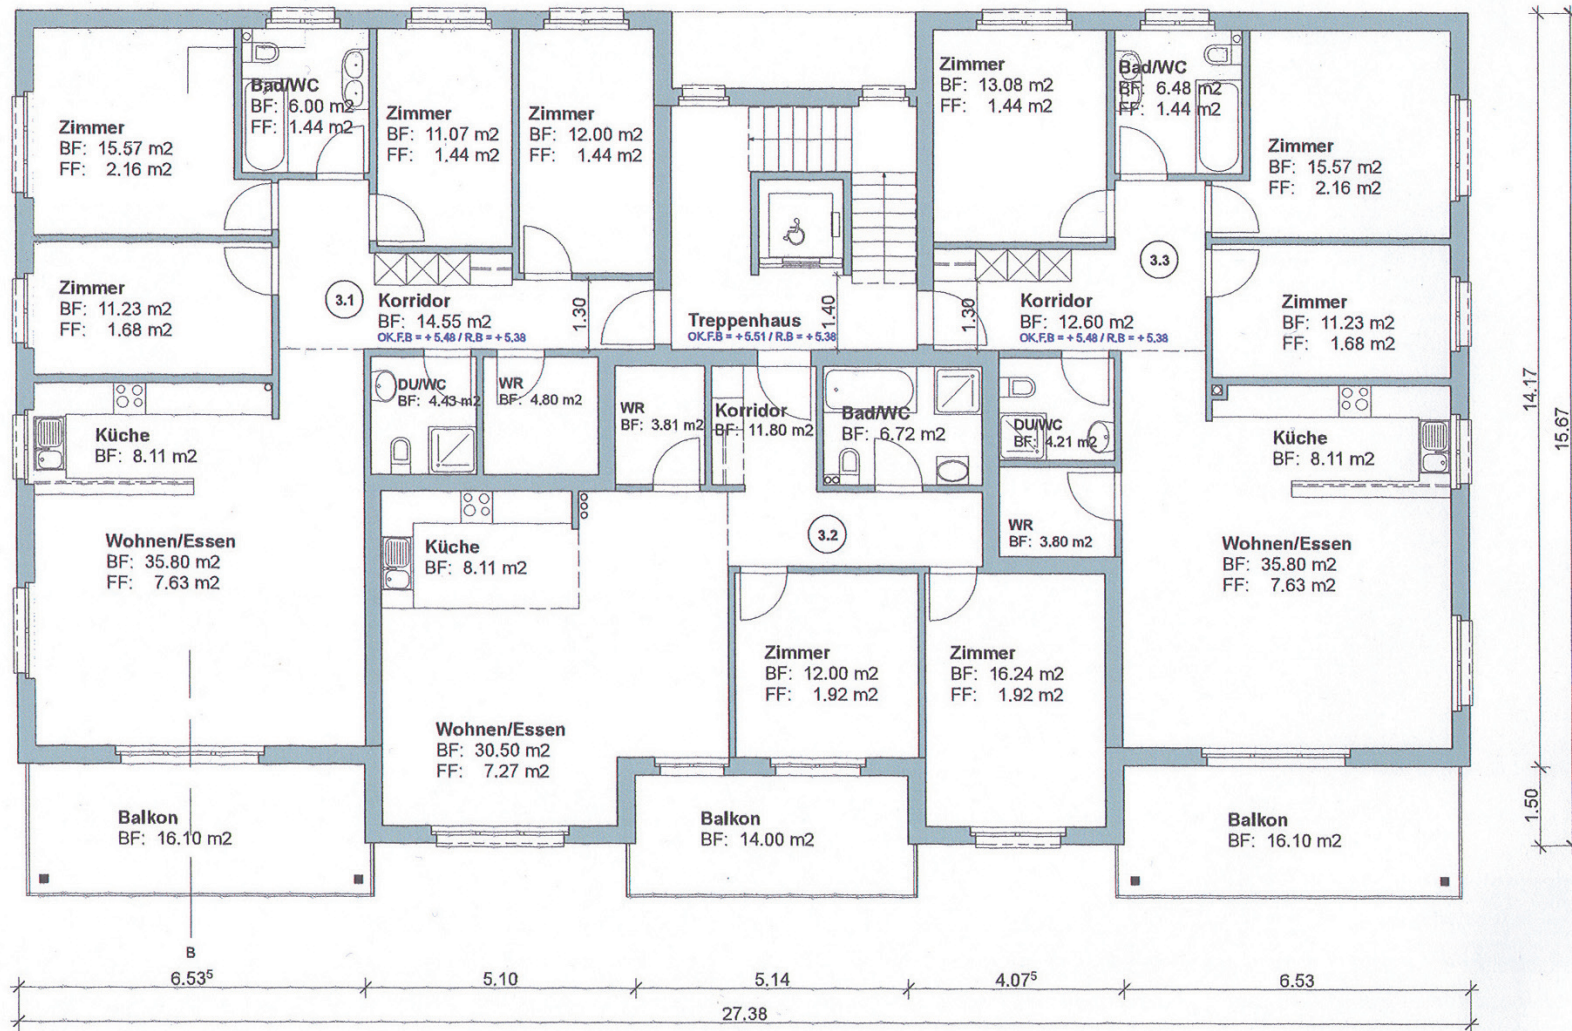 Zimmer
BF: 15.57 m2
FF: 2.16 m2
Bad/WC
BF: 6.00 m2
FF: 1.44 m2
Zimmer
BF: 11.07 m2
FF: 1.44 m2
Zimmer
BF: 12.00 m2
FF: 1.44 m2
Zimmer
BF: 13.08 m2
FF: 1.44 m2
Bad/WC
BF: 6.48 m2
FF: 1.44 m2
Zimmer
BF: 15.57 m2
FF: 2.16 m2
Zimmer
BF: 11.23 m2
FF: 1.68 m2
3.1
Korridor
BF: 14.55 m2
OK.F.B = + 5.48 / R.B = + 5.38
1.30
Treppenhaus
OK.F.B = + 5.51 / R.B = + 5.38
1.40
1.30
Korridor
BF: 12.60 m2
OK.F.B = + 5.48 / R.B = + 5.38
3.3
Zimmer
BF: 11.23 m2
FF: 1.68 m2
Küche
BF: 8.11 m2
DU/WC
BF: 4.43 m2
WR
BF: 4.80 m2
WR
BF: 3.81 m2
Korridor
BF: 11.80 m2
Bad/WC
BF: 6.72 m2
DU/WC
BF: 4.21 m2
Küche
BF: 8.11 m2
Wohnen/Essen
BF: 35.80 m2
FF: 7.63 m2
Küche
BF: 8.11 m2
3.2
WR
BF: 3.80 m2
Wohnen/Essen
BF: 35.80 m2
FF: 7.63 m2
Wohnen/Essen
BF: 30.50 m2
FF: 7.27 m2
Zimmer
BF: 12.00 m2
FF: 1.92 m2
Zimmer
BF: 16.24 m2
FF: 1.92 m2
Balkon
BF: 16.10 m2
Balkon
BF: 14.00 m2
Balkon
BF: 16.10 m2
14.17
15.67
1.50
B
6.53⁵
5.10
5.14
4.07⁵
6.53
27.38